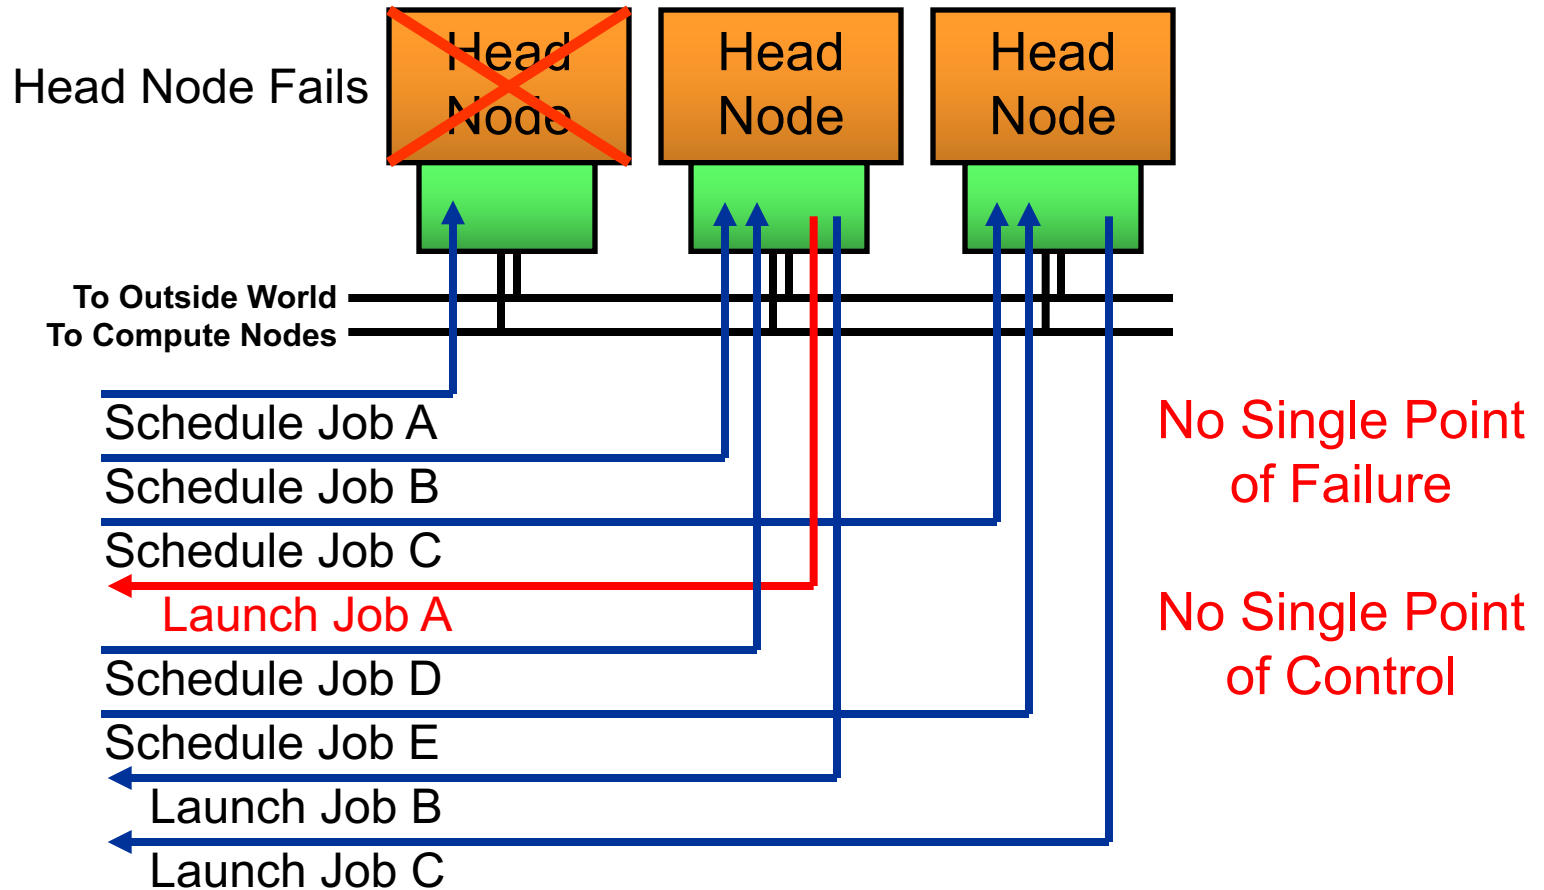 Head
Node
Head
Node
Head
Node
Head Node Fails
To Outside World
To Compute Nodes
Schedule Job A
Schedule Job B
Schedule Job C
Launch Job A
Schedule Job D
Schedule Job E
Launch Job B
Launch Job C
No Single Point
of Failure
No Single Point
of Control